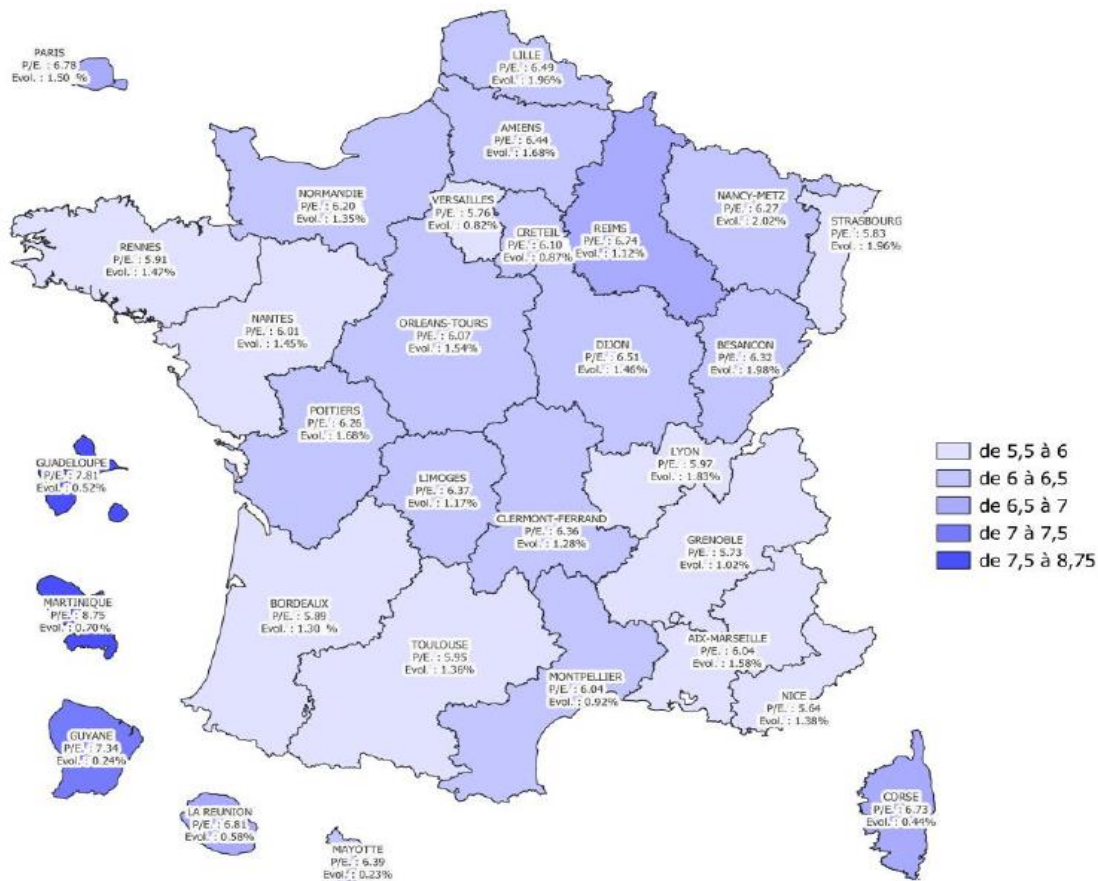 PARIS
P/E. : 6.78
Evol. : 1.50 %
LILLE
P/E. : 6.49
Evol. : 1.96%
AMIENS
P/E. : 6.44
Evol. : 1.68%
NORMANDIE
P/E. : 6.20
Evol. : 1.35%
VERSAILLES
P/E. : 5.76
Evol. : 0.82%
CRETEIL
P/E. : 6.10
Evol. : 0.87%
REIMS
P/E. : 6.74
Evol. : 1.12%
NANCY-METZ
P/E. : 6.27
Evol. : 2.02%
STRASBOURG
P/E. : 5.83
Evol. : 1.96%
RENNES
P/E. : 5.91
Evol. : 1.47%
NANTES
P/E. : 6.01
Evol. : 1.45%
ORLEANS-TOURS
P/E. : 6.07
Evol. : 1.54%
DIJON
P/E. : 6.51
Evol. : 1.46%
BESANCON
P/E. : 6.32
Evol. : 1.98%
POITIERS
P/E. : 6.26
Evol. : 1.68%
LIMOGES
P/E. : 6.37
Evol. : 1.17%
LYON
P/E. : 5.97
Evol. : 1.83%
CLERMONT-FERRAND
P/E. : 6.36
Evol. : 1.28%
GRENOBLE
P/E. : 5.73
Evol. : 1.02%
GUADELOUPE
P/E. : 7.81
Evol. : 0.52%
de 5,5 à 6
de 6 à 6,5
de 6,5 à 7
de 7 à 7,5
de 7,5 à 8,75
MARTINIQUE
P/E. : 8.75
Evol. : 0.70%
BORDEAUX
P/E. : 5.89
Evol. : 1.30 %
TOULOUSE
P/E. : 5.95
Evol. : 1.36%
AIX-MARSEILLE
P/E. : 6.04
Evol. : 1.58%
MONTPELLIER
P/E. : 6.04
Evol. : 0.92%
NICE
P/E. : 5.64
Evol. : 1.38%
GUYANE
P/E. : 7.34
Evol. : 0.24%
LA REUNION
P/E. : 6.81
Evol. : 0.58%
MAYOTTE
P/E. : 6.39
Evol. : 0.23%
CORSE
P/E. : 6.73
Evol. : 0.44%